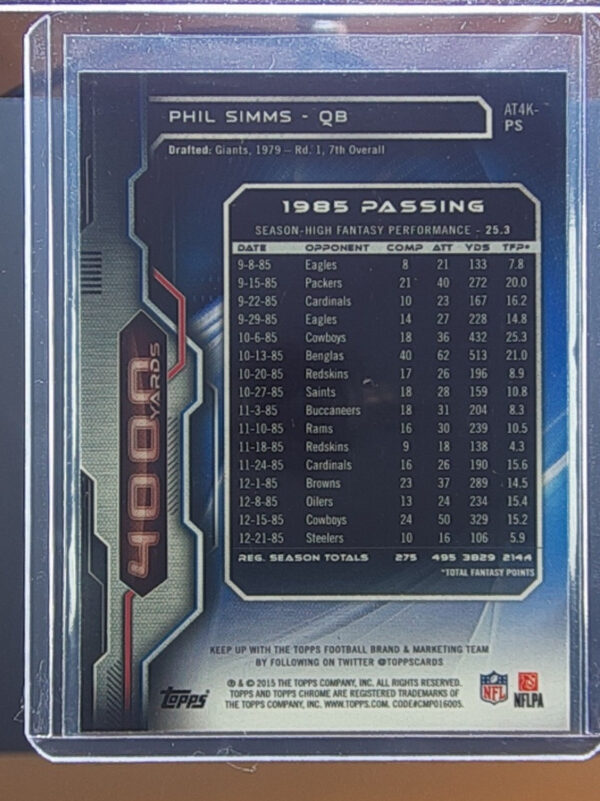 PHIL SIMMS - QB
AT4K-
PS
Drafted: Giants, 1979 – Rd. 1, 7th Overall
1985 PASSING
SEASON-HIGH FANTASY PERFORMANCE - 25.3
DATE OPPONENT COMP ATT YDS TFP*
9-8-85 Eagles 8 21 133 7.8
9-15-85 Packers 21 40 272 20.0
9-22-85 Cardinals 10 23 167 16.2
9-29-85 Eagles 14 27 228 14.8
10-6-85 Cowboys 18 36 432 25.3
10-13-85 Benglas 40 62 513 21.0
10-20-85 Redskins 17 26 196 8.9
10-27-85 Saints 18 28 159 10.8
11-3-85 Buccaneers 18 31 204 8.3
11-10-85 Rams 16 30 239 10.5
11-18-85 Redskins 9 18 138 4.3
11-24-85 Cardinals 16 26 190 15.6
12-1-85 Browns 23 37 289 14.5
12-8-85 Oilers 13 24 234 15.4
12-15-85 Cowboys 24 50 329 15.2
12-21-85 Steelers 10 16 106 5.9
REG. SEASON TOTALS 275 495 3829 214.4
*TOTAL FANTASY POINTS
4000
YARDS
KEEP UP WITH THE TOPPS FOOTBALL BRAND & MARKETING TEAM
BY FOLLOWING ON TWITTER @TOPPSCARDS
® & © 2015 THE TOPPS COMPANY, INC. ALL RIGHTS RESERVED.
TOPPS AND TOPPS CHROME ARE REGISTERED TRADEMARKS OF
THE TOPPS COMPANY, INC. WWW.TOPPS.COM. CODE#CMP016005.
Topps
NFL
NFLPA